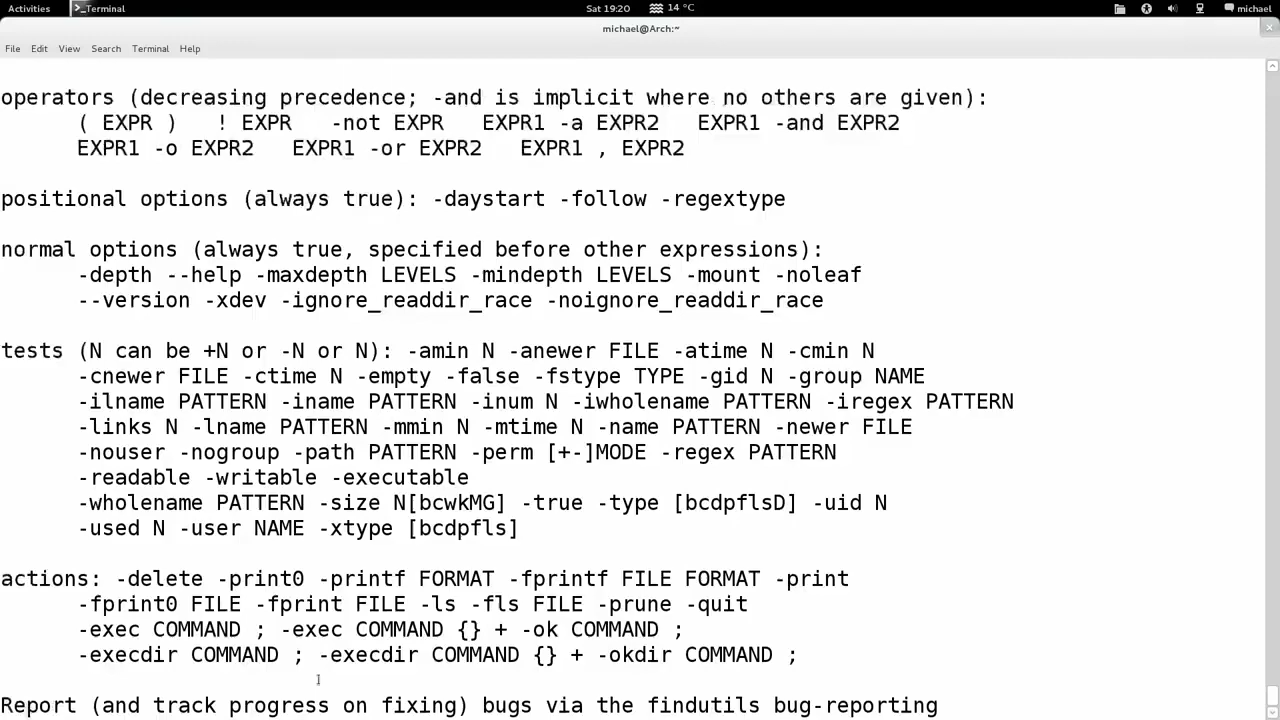 Activities Terminal Sat 19:20 14 °C michael
michael@Arch:~
File Edit View Search Terminal Help
operators (decreasing precedence; -and is implicit where no others are given):
( EXPR ) ! EXPR -not EXPR EXPR1 -a EXPR2 EXPR1 -and EXPR2
EXPR1 -o EXPR2 EXPR1 -or EXPR2 EXPR1 , EXPR2
positional options (always true): -daystart -follow -regextype
normal options (always true, specified before other expressions):
-depth --help -maxdepth LEVELS -mindepth LEVELS -mount -noleaf
--version -xdev -ignore_readdir_race -noignore_readdir_race
tests (N can be +N or -N or N): -amin N -anewer FILE -atime N -cmin N
-cnewer FILE -ctime N -empty -false -fstype TYPE -gid N -group NAME
-ilname PATTERN -iname PATTERN -inum N -iwholename PATTERN -iregex PATTERN
-links N -lname PATTERN -mmin N -mtime N -name PATTERN -newer FILE
-nouser -nogroup -path PATTERN -perm [+-]MODE -regex PATTERN
-readable -writable -executable
-wholename PATTERN -size N[bcwkMG] -true -type [bcdpflsD] -uid N
-used N -user NAME -xtype [bcdpfls]
actions: -delete -print0 -printf FORMAT -fprintf FILE FORMAT -print
-fprint0 FILE -fprint FILE -ls -fls FILE -prune -quit
-exec COMMAND ; -exec COMMAND {} + -ok COMMAND ;
-execdir COMMAND ; -execdir COMMAND {} + -okdir COMMAND ;
Report (and track progress on fixing) bugs via the findutils bug-reporting